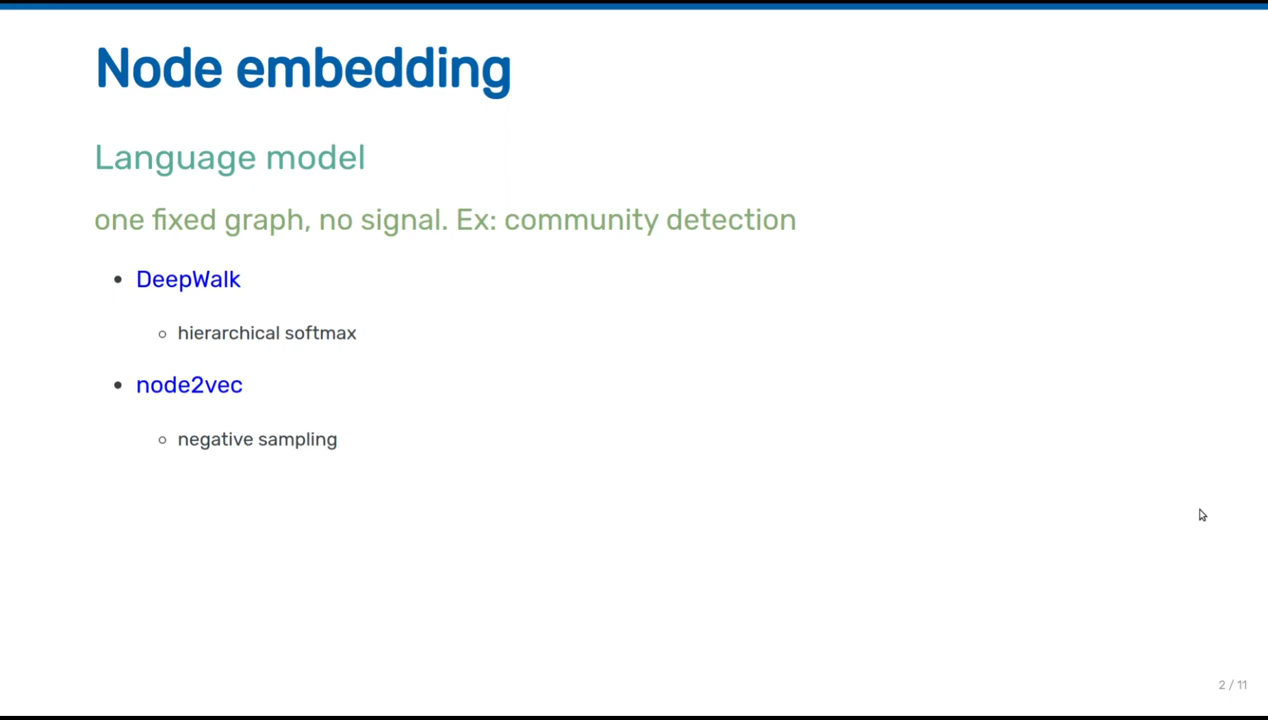 Node embedding
Language model
one fixed graph, no signal. Ex: community detection
DeepWalk
hierarchical softmax
node2vec
negative sampling
2 / 11